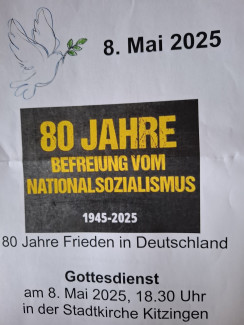 8. Mai 2025
80 JAHRE
BEFREIUNG VOM
NATIONALSOZIALISMUS
1945-2025
80 Jahre Frieden in Deutschland
Gottesdienst
am 8. Mai 2025, 18.30 Uhr
in der Stadtkirche Kitzingen